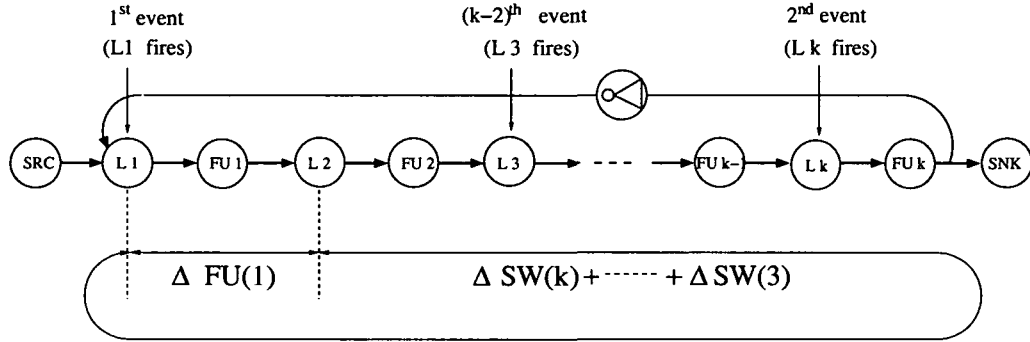 1st event
(L1 fires)
(k-2)th event
(L 3 fires)
2nd event
(L k fires)
SRC
L 1
FU 1
L 2
FU 2
L 3
FU k-1
L k
FU k
SNK
Δ FU(1)
Δ SW(k) + ------ + Δ SW(3)